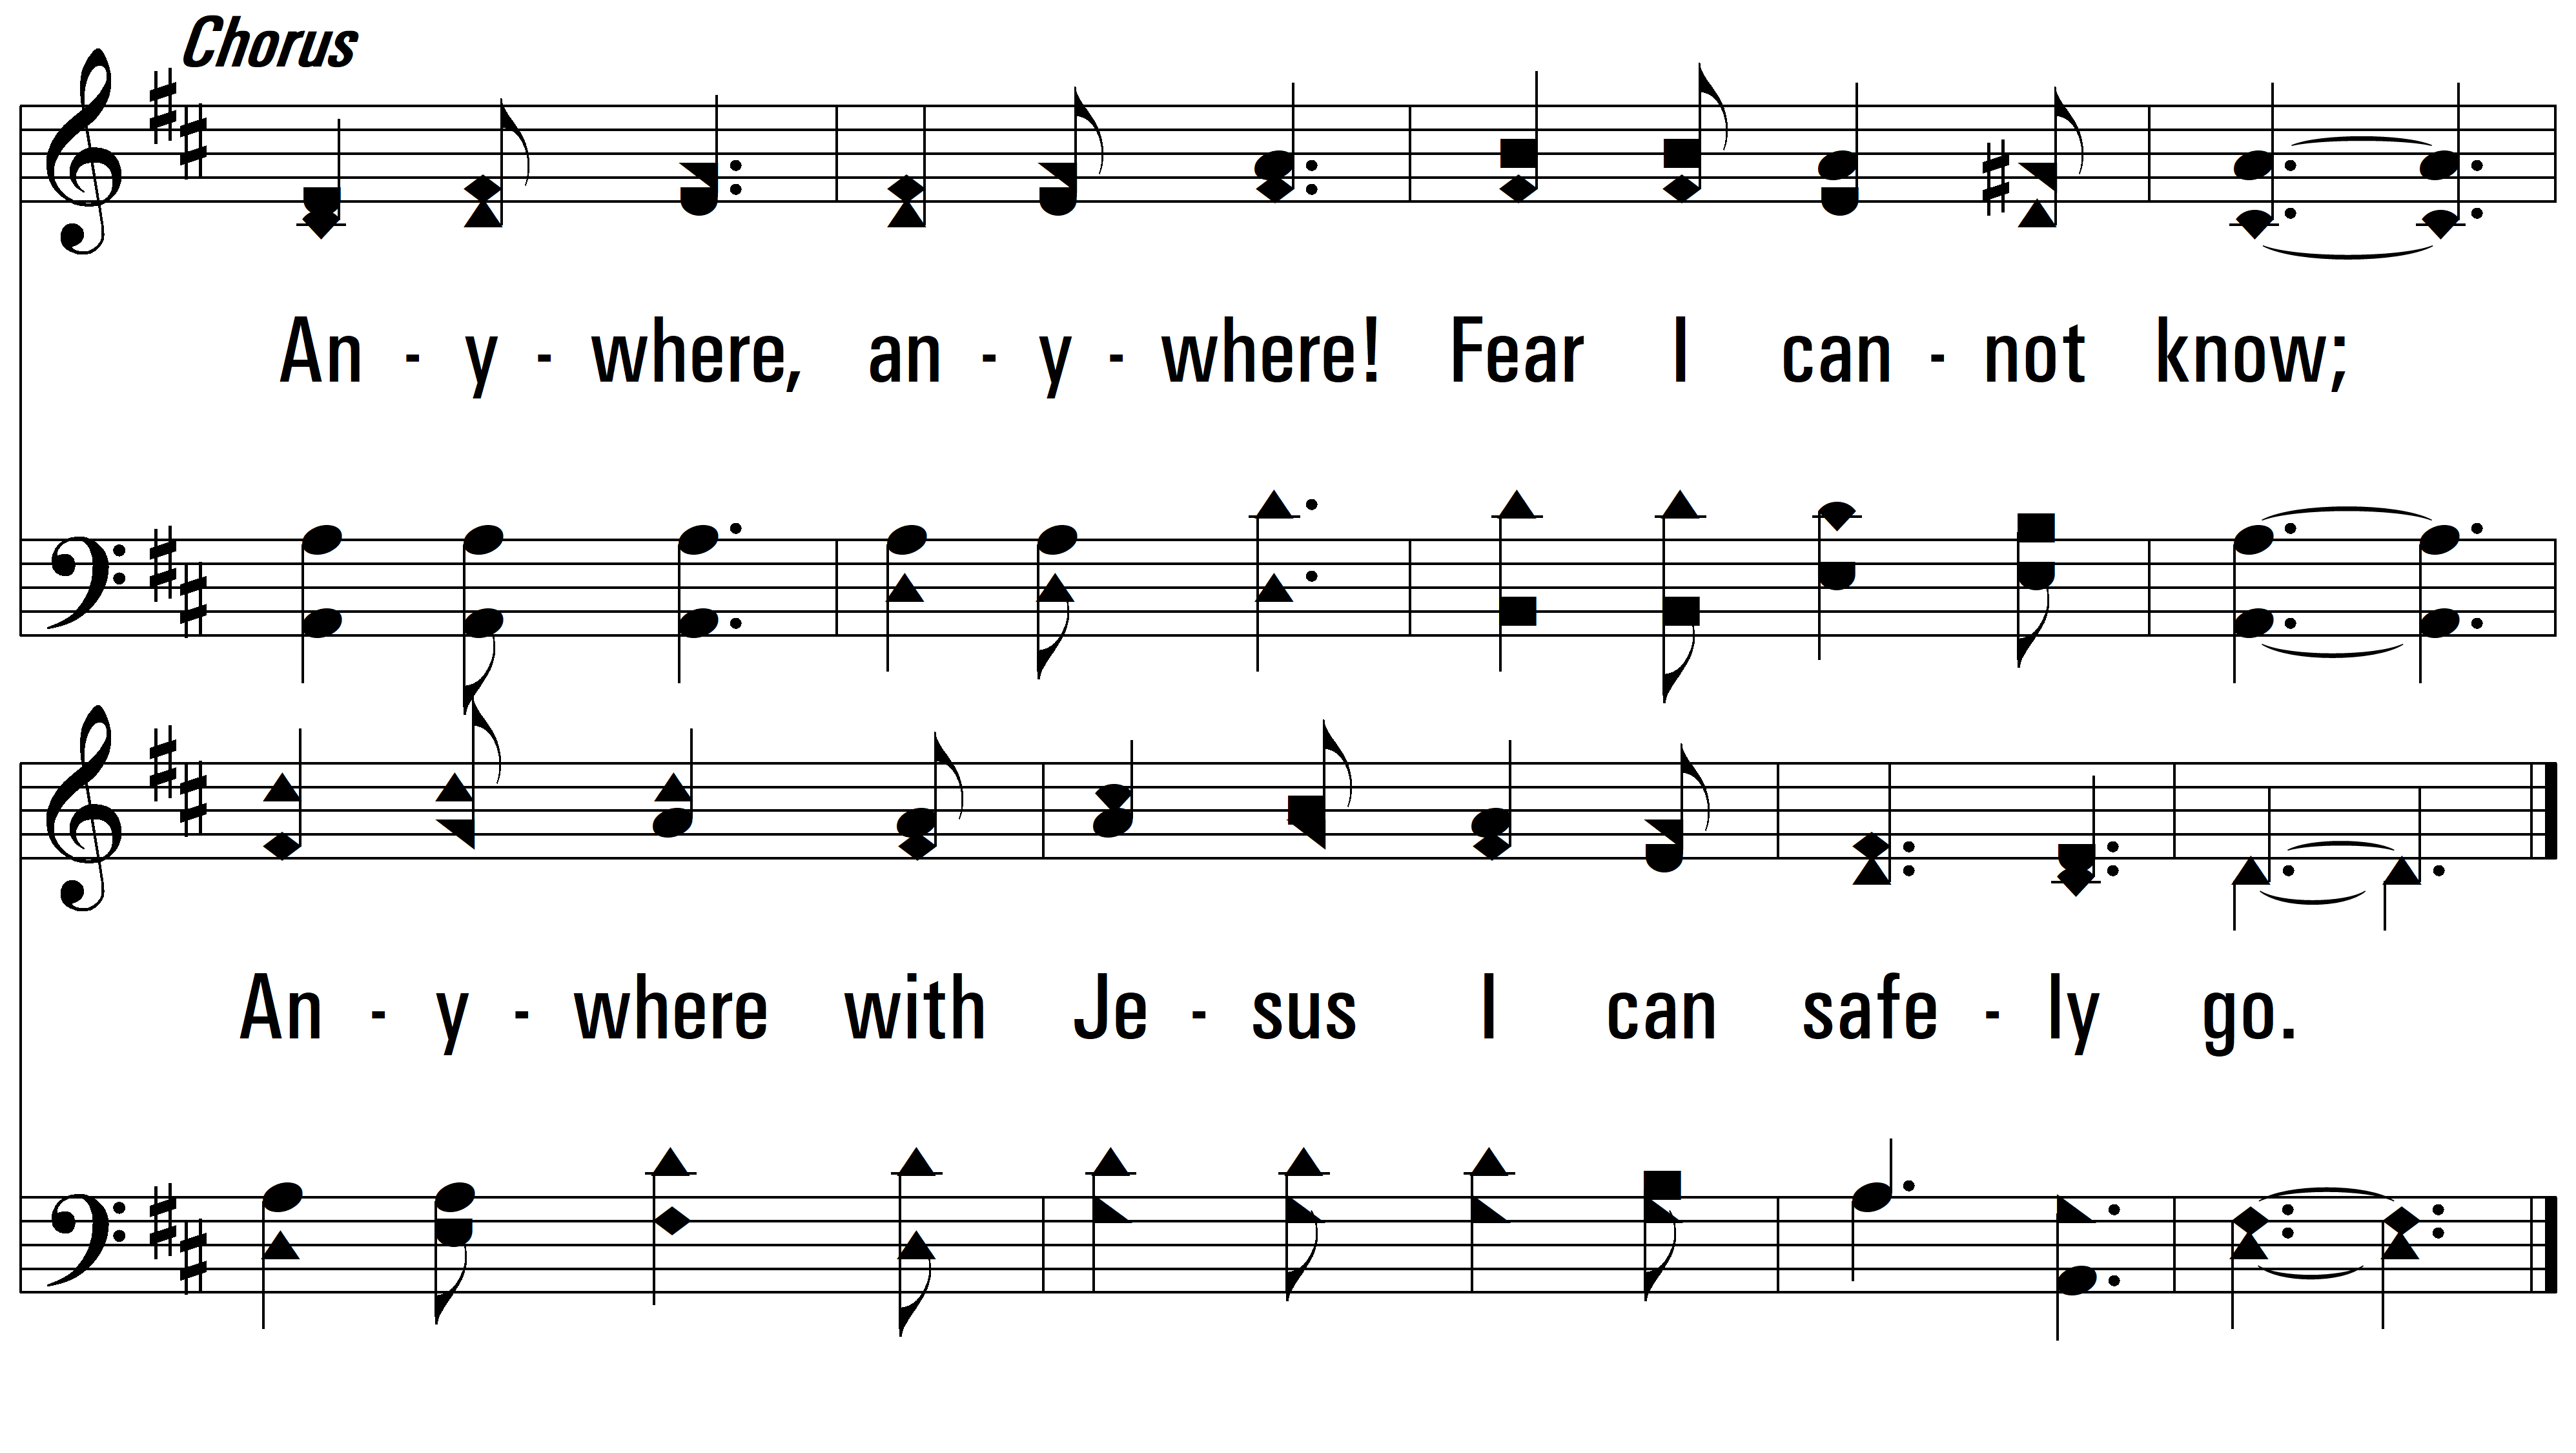 Chorus
An - y - where, an - y - where! Fear I can - not know;
An - y - where with Je - sus I can safe - ly go.